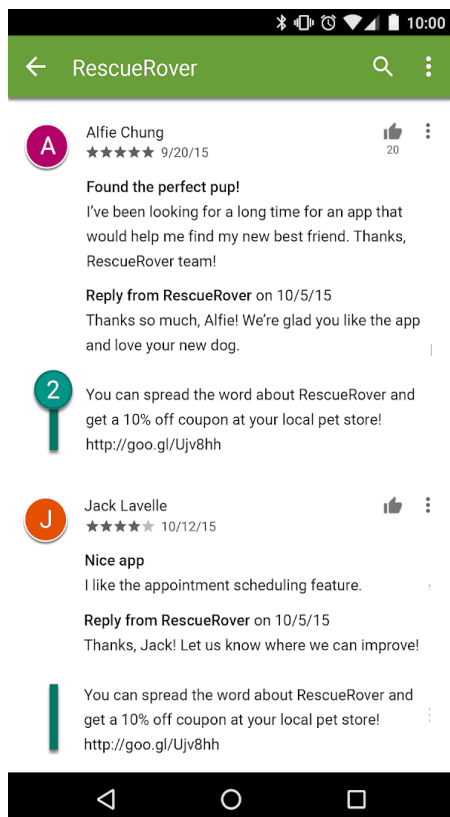 10:00
RescueRover
A
Alfie Chung
9/20/15
20
Found the perfect pup!
I've been looking for a long time for an app that
would help me find my new best friend. Thanks,
RescueRover team!
Reply from RescueRover on 10/5/15
Thanks so much, Alfie! We're glad you like the app
and love your new dog.
2
You can spread the word about RescueRover and
get a 10% off coupon at your local pet store!
http://goo.gl/Ujv8hh
J
Jack Lavelle
10/12/15
Nice app
I like the appointment scheduling feature.
Reply from RescueRover on 10/5/15
Thanks, Jack! Let us know where we can improve!
You can spread the word about RescueRover and
get a 10% off coupon at your local pet store!
http://goo.gl/Ujv8hh